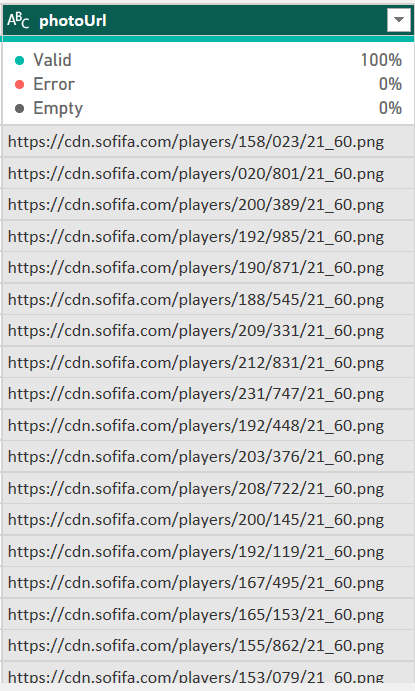 ABC photoUrl
Valid 100%
Error 0%
Empty 0%
https://cdn.sofifa.com/players/158/023/21_60.png
https://cdn.sofifa.com/players/020/801/21_60.png
https://cdn.sofifa.com/players/200/389/21_60.png
https://cdn.sofifa.com/players/192/985/21_60.png
https://cdn.sofifa.com/players/190/871/21_60.png
https://cdn.sofifa.com/players/188/545/21_60.png
https://cdn.sofifa.com/players/209/331/21_60.png
https://cdn.sofifa.com/players/212/831/21_60.png
https://cdn.sofifa.com/players/231/747/21_60.png
https://cdn.sofifa.com/players/192/448/21_60.png
https://cdn.sofifa.com/players/203/376/21_60.png
https://cdn.sofifa.com/players/208/722/21_60.png
https://cdn.sofifa.com/players/200/145/21_60.png
https://cdn.sofifa.com/players/192/119/21_60.png
https://cdn.sofifa.com/players/167/495/21_60.png
https://cdn.sofifa.com/players/165/153/21_60.png
https://cdn.sofifa.com/players/155/862/21_60.png
https://cdn.sofifa.com/players/153/079/21_60.png